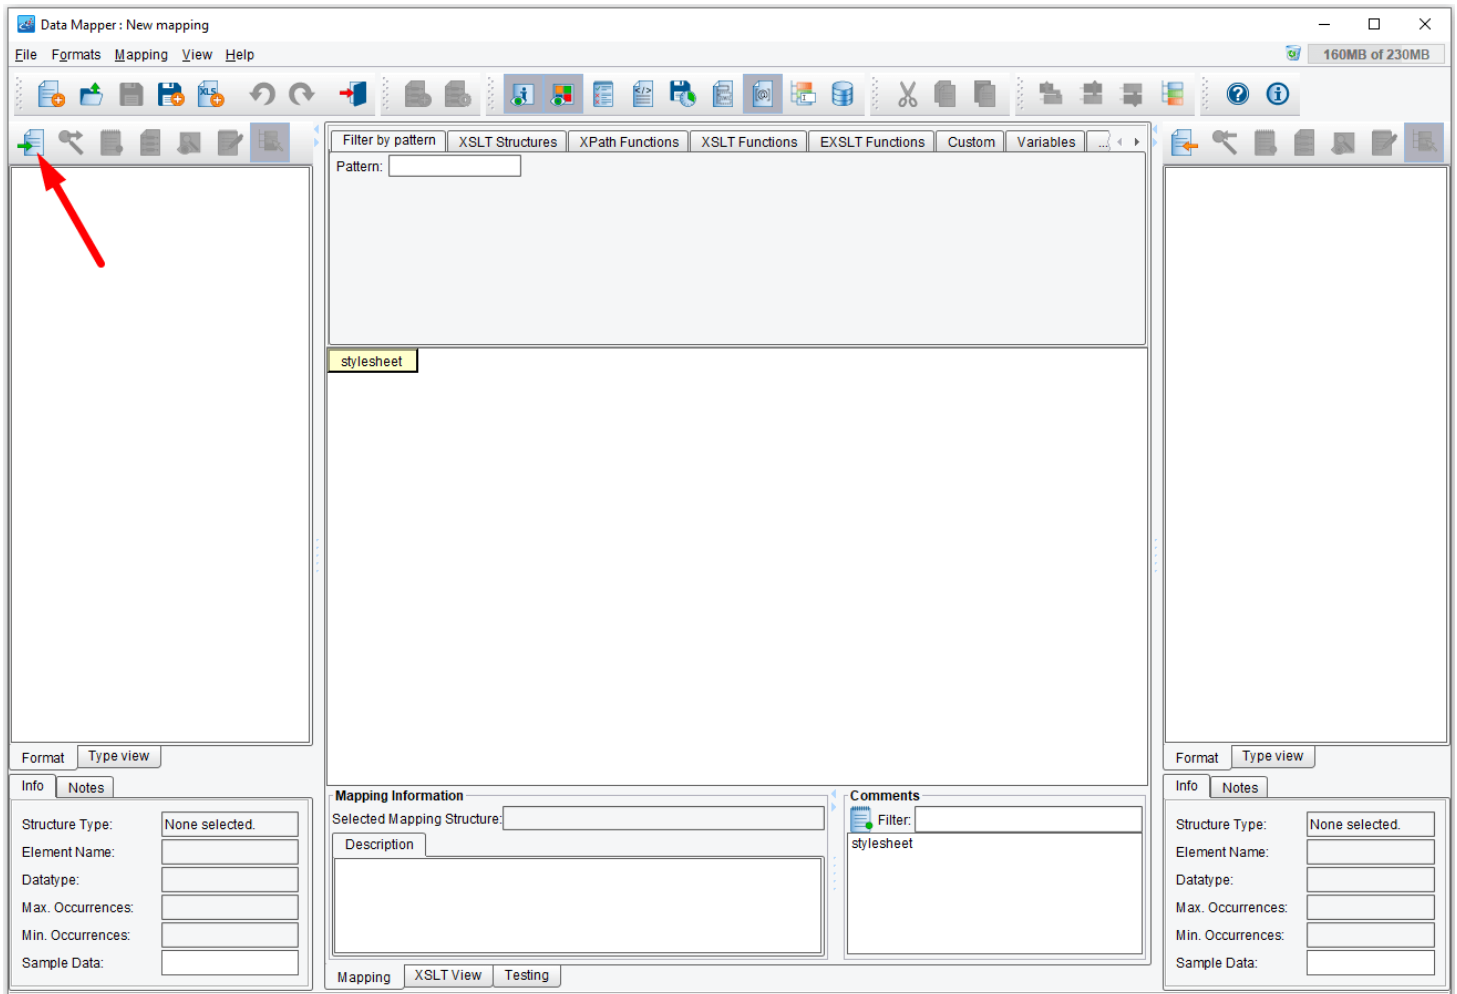 Data Mapper : New mapping
File Formats Mapping View Help
160MB of 230MB
XLS
Filter by pattern XSLT Structures XPath Functions XSLT Functions EXSLT Functions Custom Variables ...
Pattern:
stylesheet
Format Type view
Info Notes
Structure Type: None selected.
Element Name:
Datatype:
Max. Occurrences:
Min. Occurrences:
Sample Data:
Mapping Information
Selected Mapping Structure:
Description
Comments
Filter:
stylesheet
Mapping XSLT View Testing
Format Type view
Info Notes
Structure Type: None selected.
Element Name:
Datatype:
Max. Occurrences:
Min. Occurrences:
Sample Data: